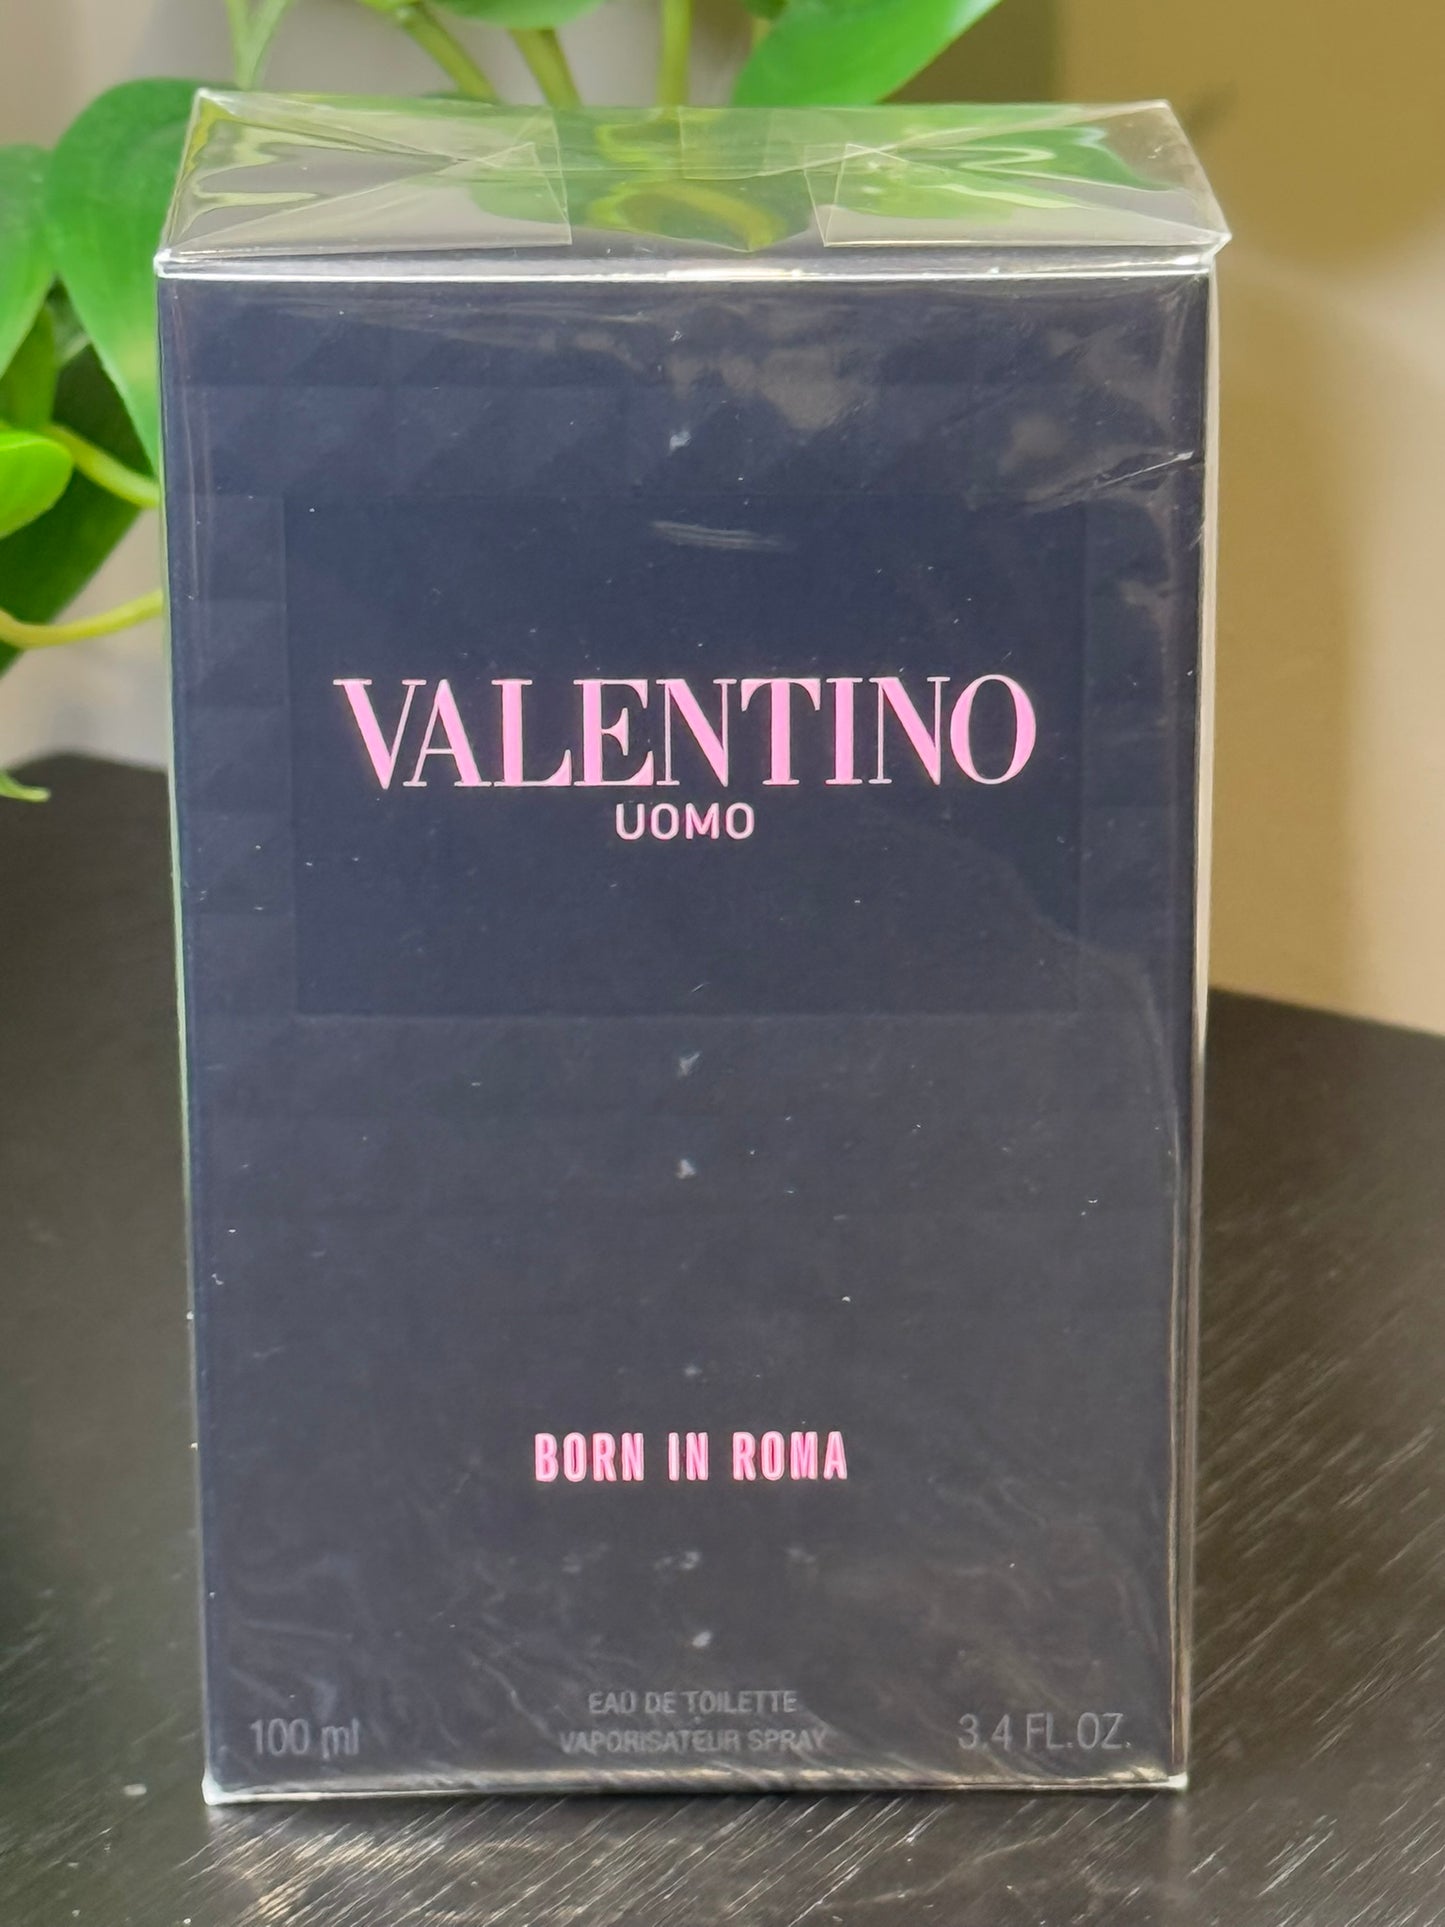 VALENTINO
UOMO
BORN IN ROMA
EAU DE TOILETTE
100 ml VAPORISATEUR SPRAY 3.4 FL.OZ.